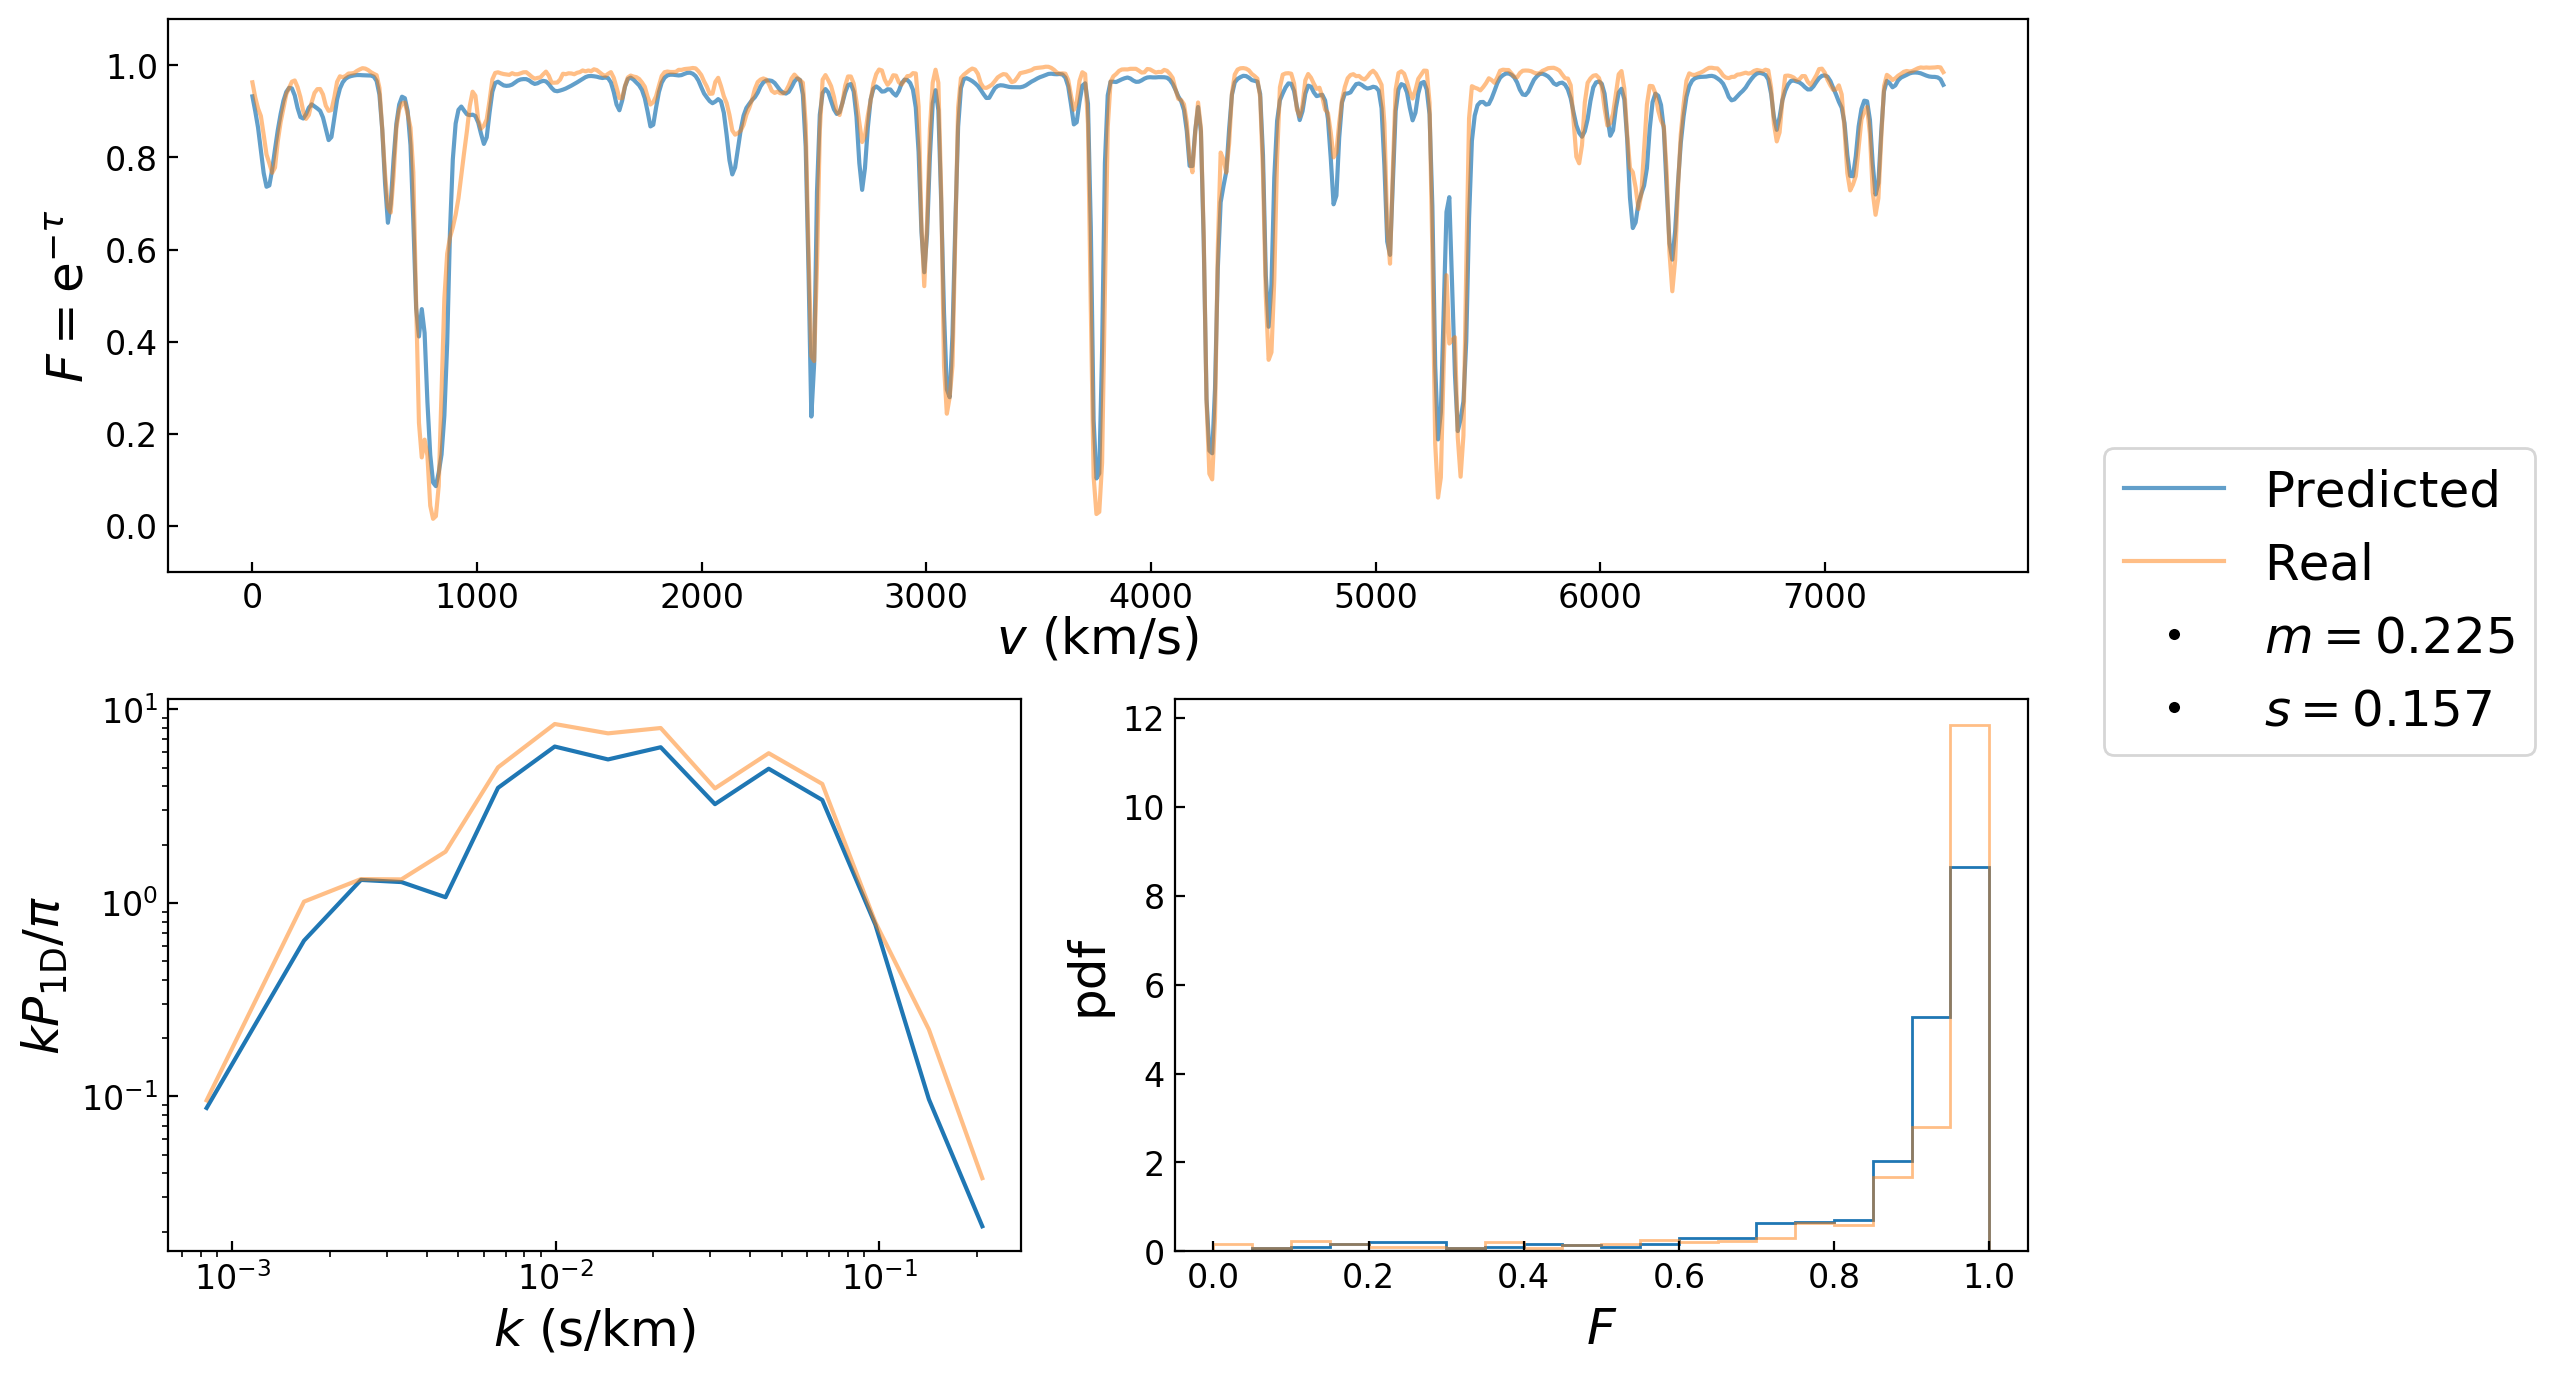 1.0
0.8
0.6
0.4
0.2
0.0
F = e^{−τ}
0 1000 2000 3000 4000 5000 6000 7000
v (km/s)
Predicted
Real
m = 0.225
s = 0.157
10^1
10^0
10^{−1}
kP_{1D}/π
10^{−3} 10^{−2} 10^{−1}
k (s/km)
12
10
8
6
4
2
0
pdf
0.0 0.2 0.4 0.6 0.8 1.0
F